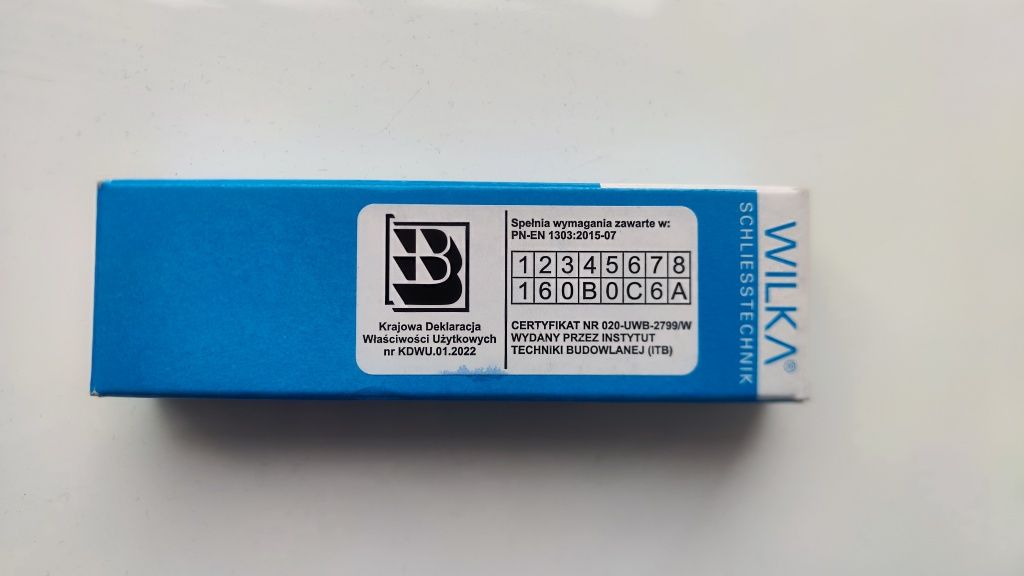 Krajowa Deklaracja
Właściwości Użytkowych
nr KDWU.01.2022
Spełnia wymagania zawarte w:
PN-EN 1303:2015-07
1 2 3 4 5 6 7 8
1 6 0 B 0 C 6 A
CERTYFIKAT NR 020-UWB-2799/W
WYDANY PRZEZ INSTYTUT
TECHNIKI BUDOWLANEJ (ITB)
WILKA®
SCHLIESSTECHNIK